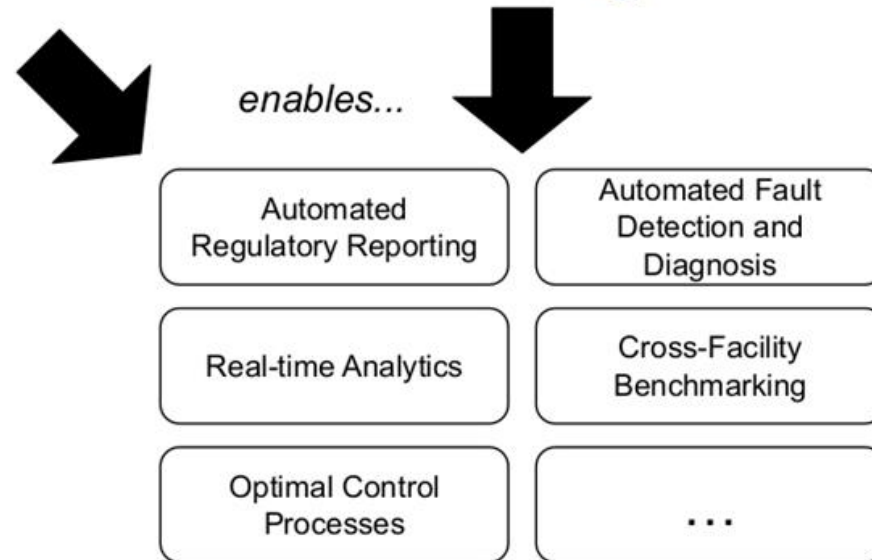 enables...
Automated
Regulatory Reporting
Automated Fault
Detection and
Diagnosis
Real-time Analytics
Cross-Facility
Benchmarking
Optimal Control
Processes
...